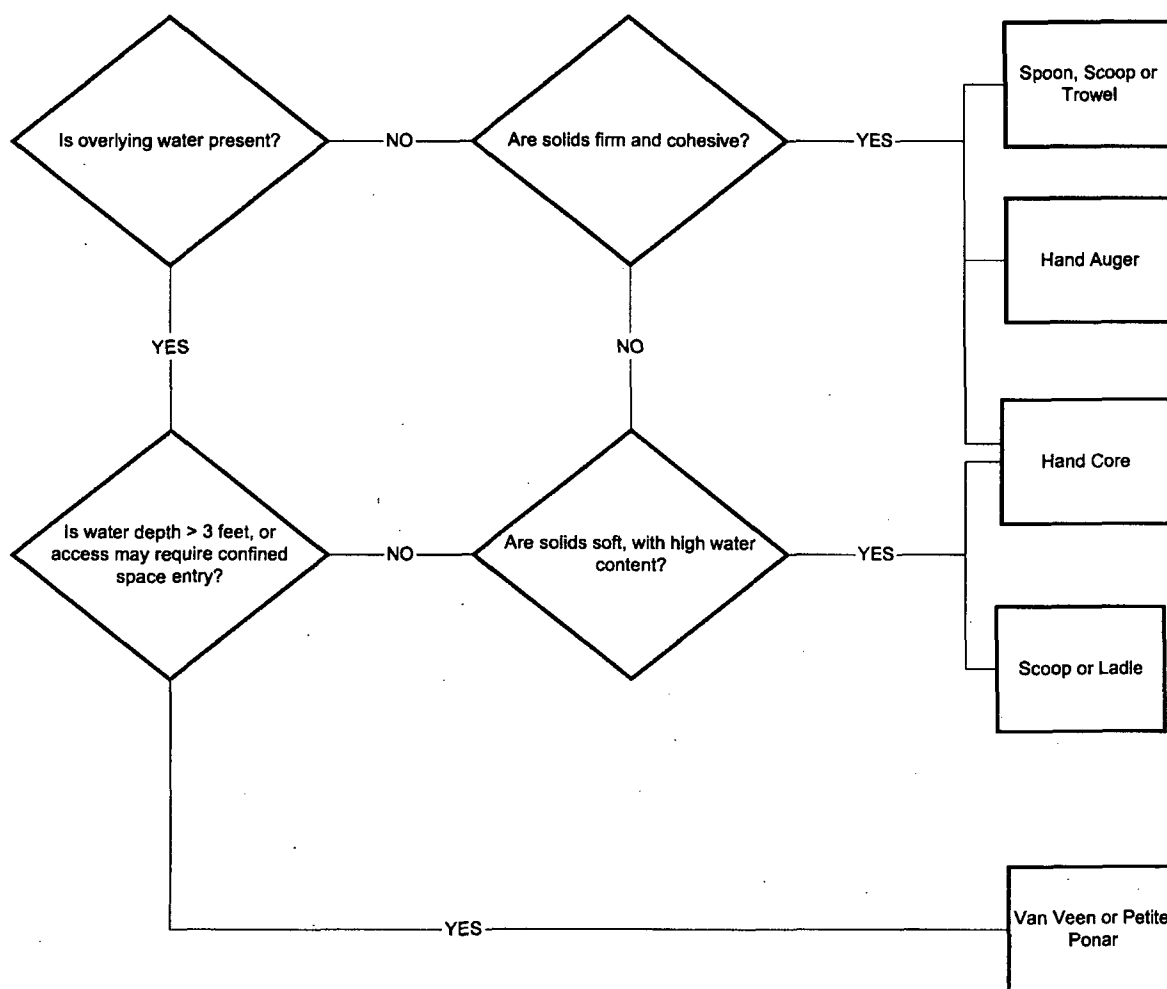 Is overlying water present?
NO
Are solids firm and cohesive?
YES
Spoon, Scoop or
Trowel
Hand Auger
YES
NO
Hand Core
Is water depth > 3 feet, or
access may require confined
space entry?
NO
Are solids soft, with high water
content?
YES
Scoop or Ladle
YES
Van Veen or Petite
Ponar